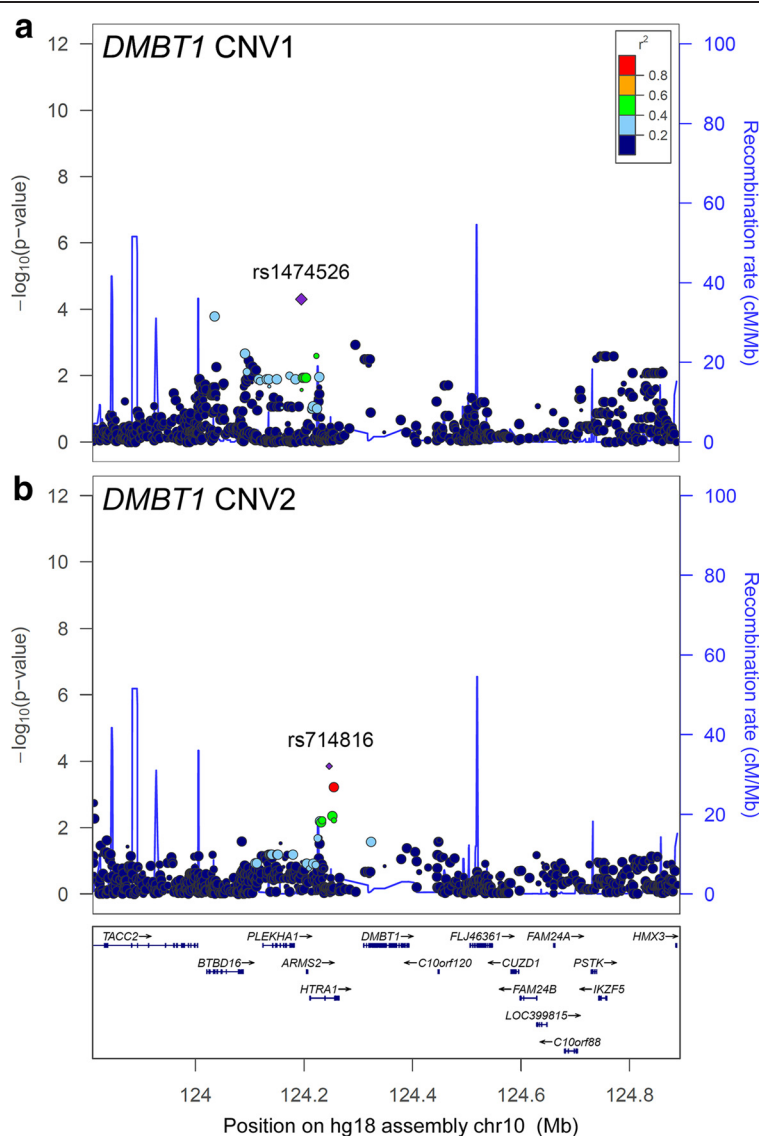 a
DMBT1 CNV1
r2
0.8
0.6
0.4
0.2
12
10
8
6
4
2
0
−log10(p−value)
100
80
60
40
20
0
Recombination rate (cM/Mb)
rs1474526
b
DMBT1 CNV2
12
10
8
6
4
2
0
−log10(p−value)
100
80
60
40
20
0
Recombination rate (cM/Mb)
rs714816
TACC2→ PLEKHA1→ DMBT1→ FLJ46361→ FAM24A→ HMX3→
BTBD16→ ARMS2→ ←C10orf120 ←CUZD1 PSTK→
HTRA1→ ←FAM24B ←IKZF5
LOC399815→
←C10orf88
124 124.2 124.4 124.6 124.8
Position on hg18 assembly chr10 (Mb)